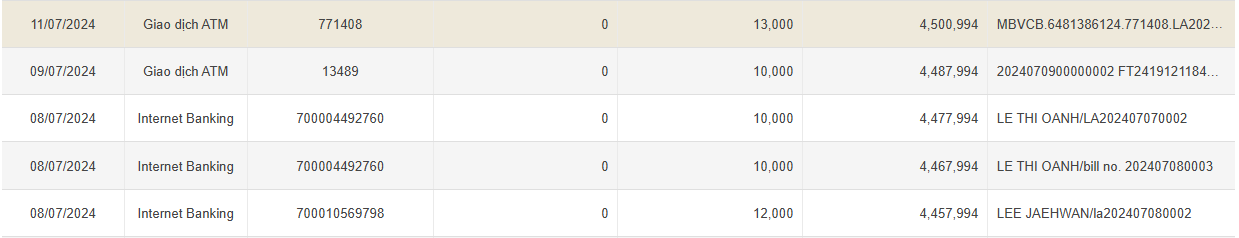 11/07/2024 Giao dịch ATM 771408 0 13,000 4,500,994 MBVCB.6481386124.771408.LA202...
09/07/2024 Giao dịch ATM 13489 0 10,000 4,487,994 2024070900000002 FT2419121184...
08/07/2024 Internet Banking 700004492760 0 10,000 4,477,994 LE THI OANH/LA202407070002
08/07/2024 Internet Banking 700004492760 0 10,000 4,467,994 LE THI OANH/bill no. 202407080003
08/07/2024 Internet Banking 700010569798 0 12,000 4,457,994 LEE JAEHWAN/la202407080002